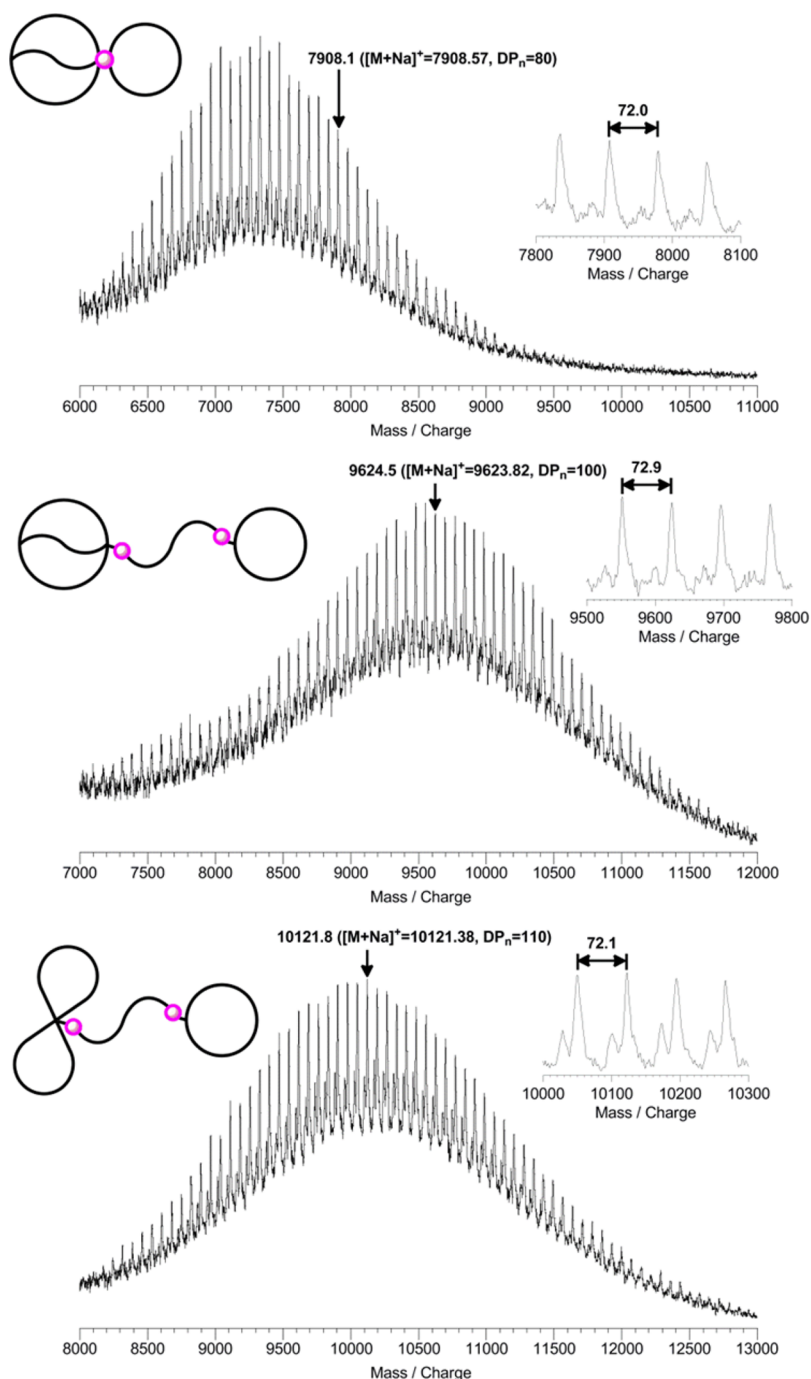 7908.1 ([M+Na]+=7908.57, DPn=80)
72.0
7800 7900 8000 8100
Mass / Charge
6000 6500 7000 7500 8000 8500 9000 9500 10000 10500 11000
Mass / Charge
9624.5 ([M+Na]+=9623.82, DPn=100)
72.9
9500 9600 9700 9800
Mass / Charge
7000 7500 8000 8500 9000 9500 10000 10500 11000 11500 12000
Mass / Charge
10121.8 ([M+Na]+=10121.38, DPn=110)
72.1
10000 10100 10200 10300
Mass / Charge
8000 8500 9000 9500 10000 10500 11000 11500 12000 12500 13000
Mass / Charge